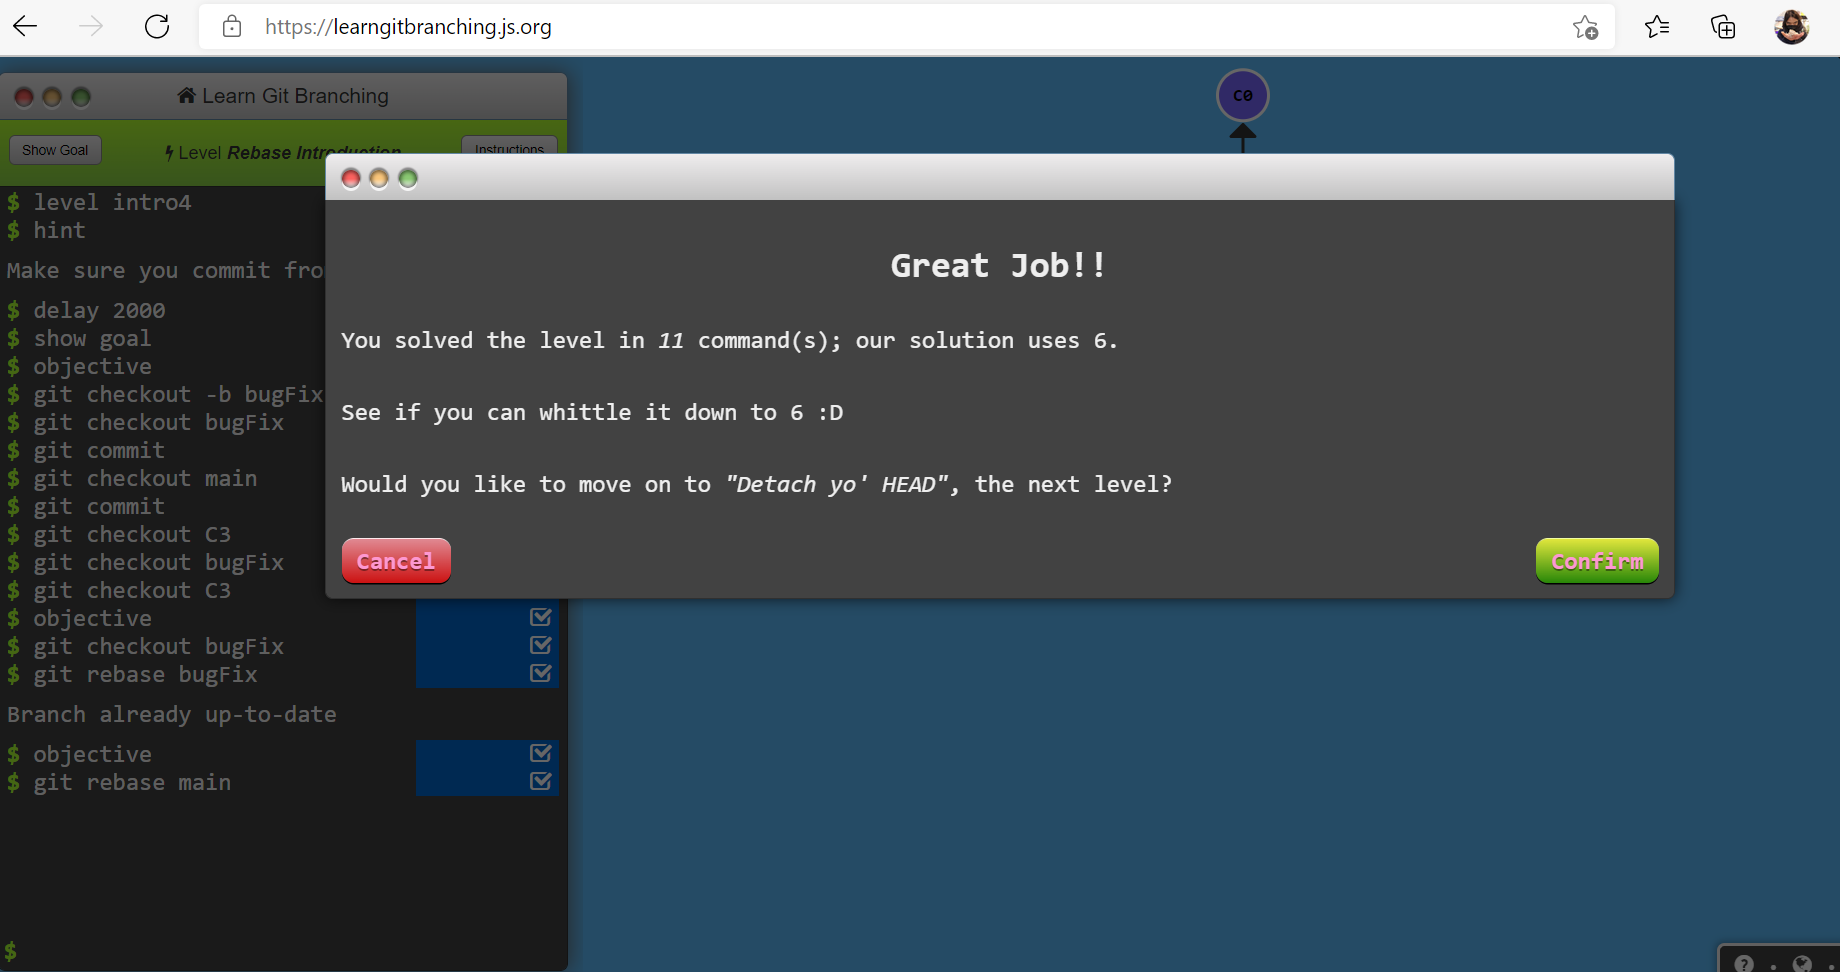 https://learngitbranching.js.org
Learn Git Branching
C0
Show Goal
Level Rebase Introduction
Instructions
$ level intro4
$ hint
Make sure you commit fro
$ delay 2000
$ show goal
$ objective
$ git checkout -b bugFix
$ git checkout bugFix
$ git commit
$ git checkout main
$ git commit
$ git checkout C3
$ git checkout bugFix
$ git checkout C3
$ objective
$ git checkout bugFix
$ git rebase bugFix
Branch already up-to-date
$ objective
$ git rebase main
$
Great Job!!
You solved the level in 11 command(s); our solution uses 6.
See if you can whittle it down to 6 :D
Would you like to move on to "Detach yo' HEAD", the next level?
Cancel
Confirm
?